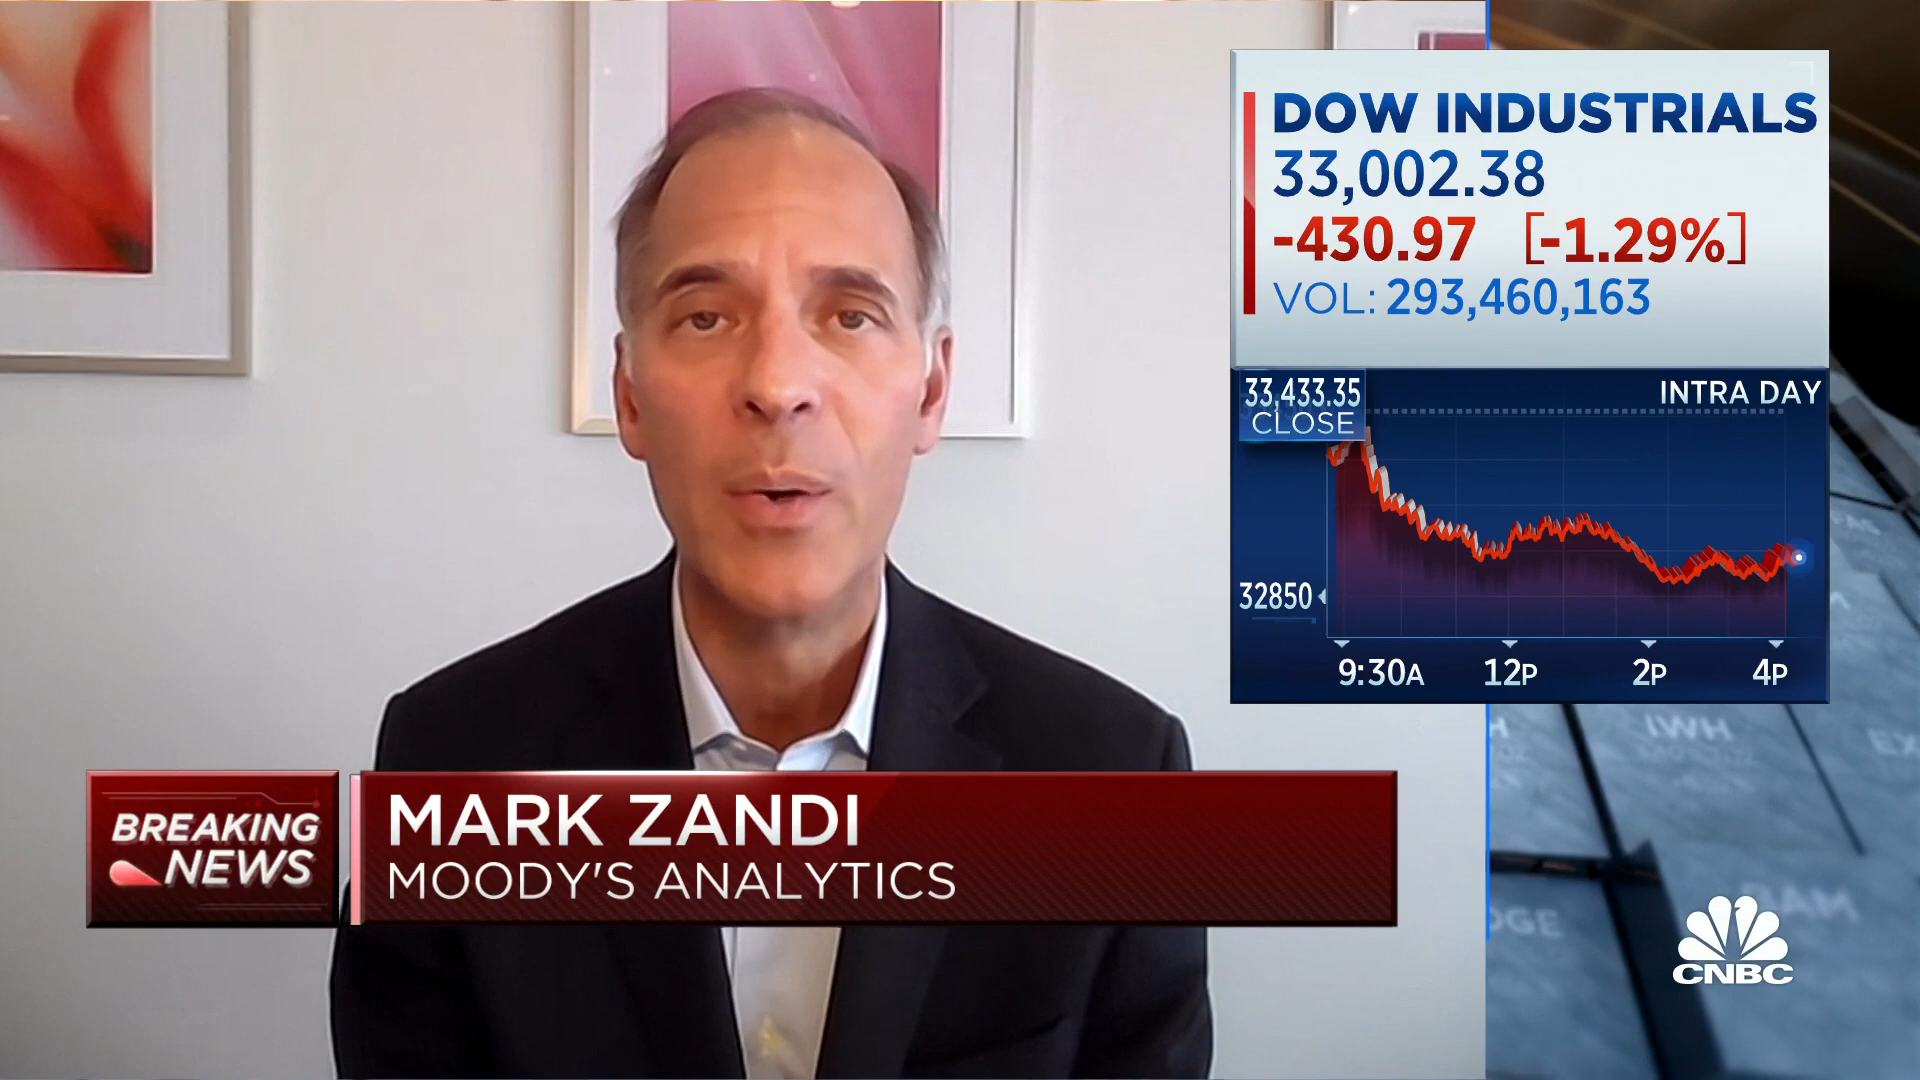 DOW INDUSTRIALS
33,002.38
-430.97 [-1.29%]
VOL: 293,460,163
33,433.35
CLOSE
INTRA DAY
32850
9:30A 12P 2P 4P
IWH
BREAKING
NEWS
MARK ZANDI
MOODY'S ANALYTICS
CNBC